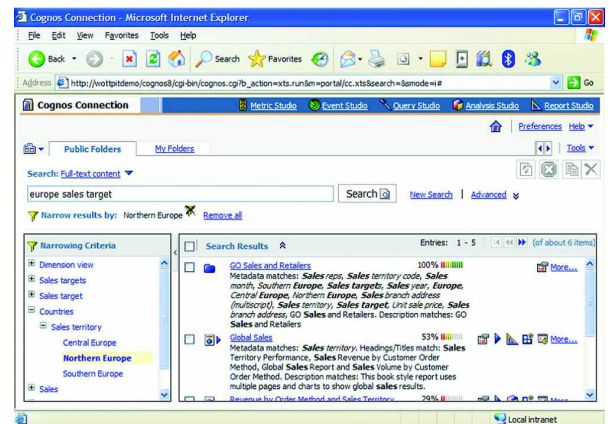 Cognos Connection - Microsoft Internet Explorer
File Edit View Favorites Tools Help
Back Search Favorites
Address http://wottpitdemo/cognos8/cgi-bin/cognos.cgi?b_action=xts.run&m=portal/cc.xts&search=&smode=i# Go
Cognos Connection Metric Studio Event Studio Query Studio Analysis Studio Report Studio
Preferences Help
Public Folders My Folders Tools
Search: Full-text content
europe sales target Search New Search | Advanced
Narrow results by: Northern Europe Remove all
Narrowing Criteria
Dimension view
Sales targets
Sales target
Countries
Sales territory
Central Europe
Northern Europe
Southern Europe
Sales
Search Results Entries: 1 - 5 (of about 6 items)
GO Sales and Retailers 100% More...
Metadata matches: Sales reps, Sales territory code, Sales
month, Southern Europe, Sales targets, Sales year, Europe,
Central Europe, Northern Europe, Sales branch address
(multiscript), Sales territory, Sales target, Unit sale price, Sales
branch address, GO Sales and Retailers. Description matches: GO
Sales and Retailers
Global Sales 53% More...
Metadata matches: Sales territory. Headings/Titles match: Sales
Territory Performance, Sales Revenue by Customer Order
Method, Global Sales Report and Sales Volume by Customer
Order Method. Description matches: This book style report uses
multiple pages and charts to show global sales results.
Revenue by Order Method and Sales Territory 29% More...
Local intranet